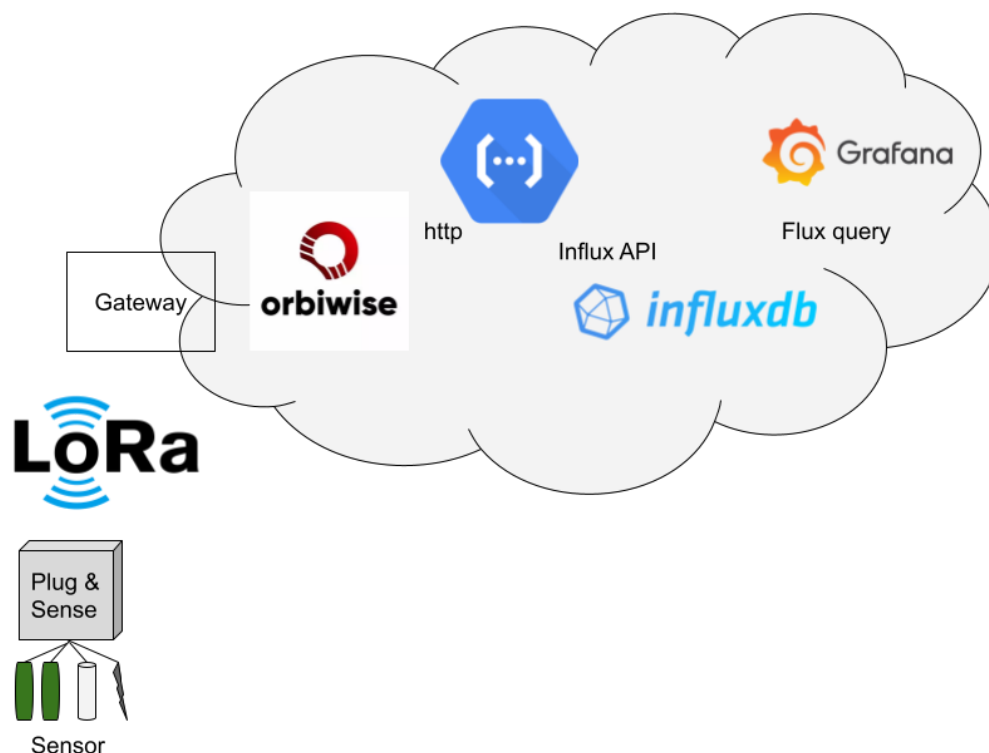 Grafana
http
Flux query
Influx API
Gateway
orbiwise
influxdb
LoRa
Plug &
Sense
Sensor